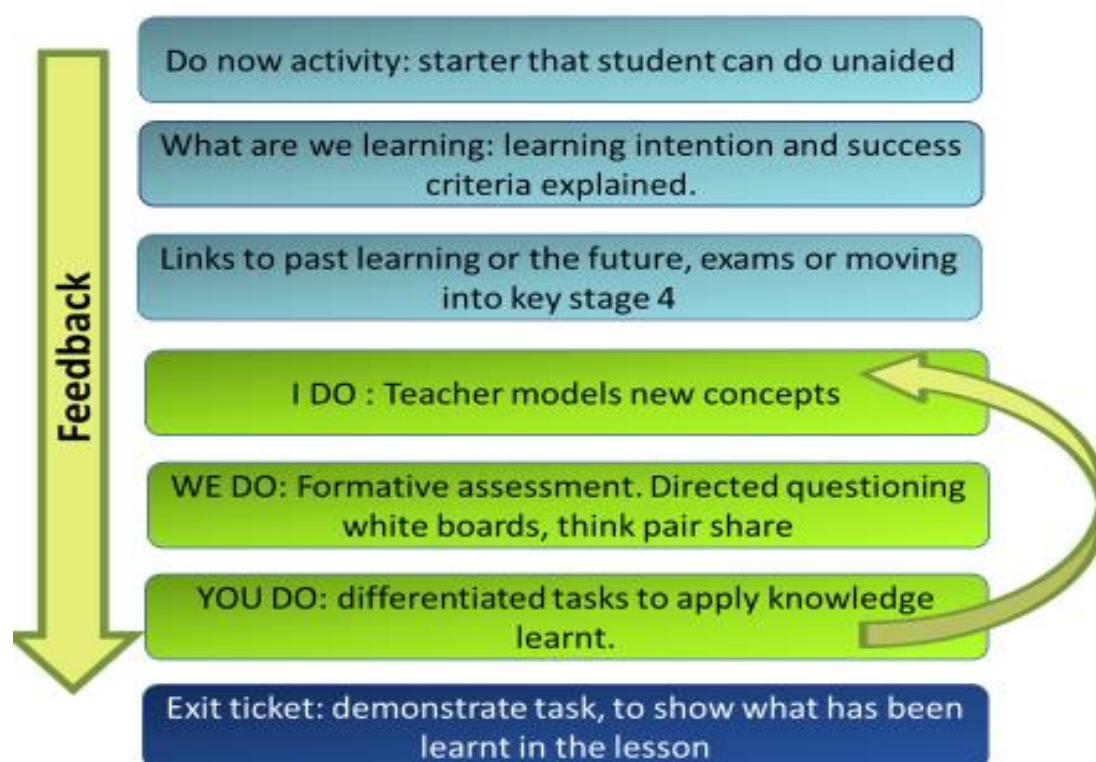 Do now activity: starter that student can do unaided
What are we learning: learning intention and success
criteria explained.
Links to past learning or the future, exams or moving
into key stage 4
Feedback
I DO : Teacher models new concepts
WE DO: Formative assessment. Directed questioning
white boards, think pair share
YOU DO: differentiated tasks to apply knowledge
learnt.
Exit ticket: demonstrate task, to show what has been
learnt in the lesson